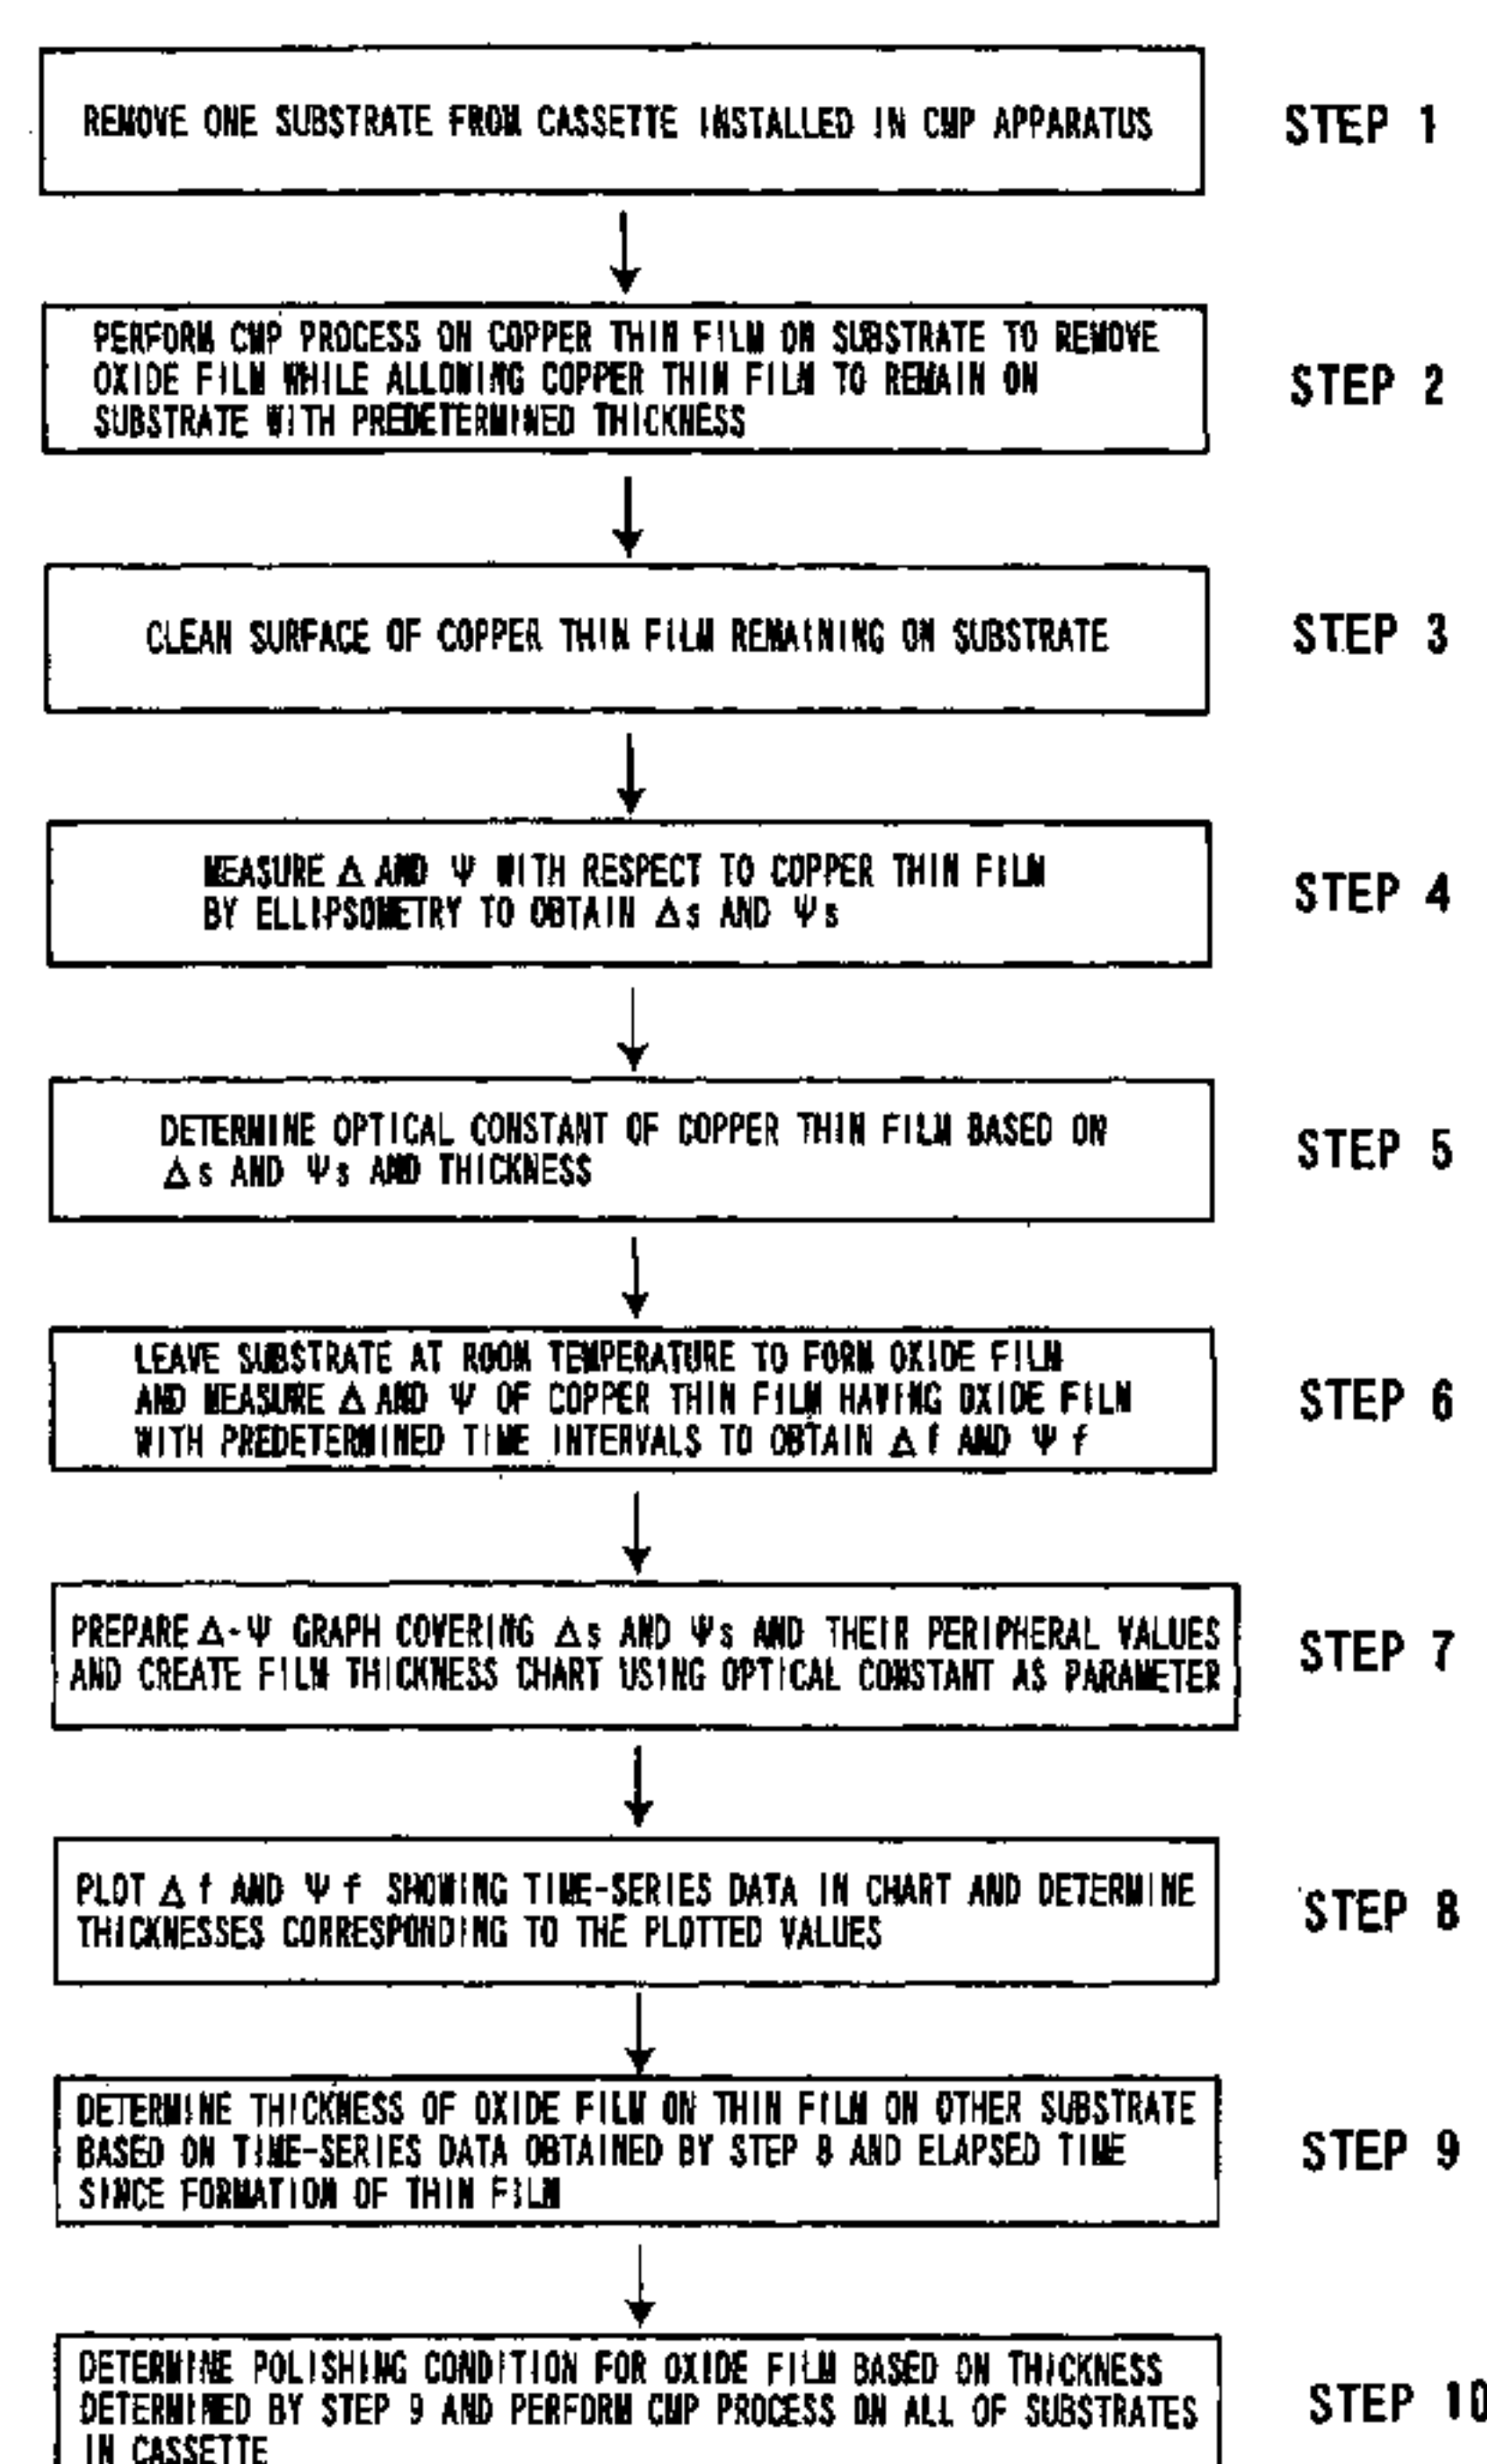 REMOVE ONE SUBSTRATE FROM CASSETTE INSTALLED IN CMP APPARATUS
STEP 1
PERFORM CMP PROCESS ON COPPER THIN FILM ON SUBSTRATE TO REMOVE
OXIDE FILM WHILE ALLOWING COPPER THIN FILM TO REMAIN ON
SUBSTRATE WITH PREDETERMINED THICKNESS
STEP 2
CLEAN SURFACE OF COPPER THIN FILM REMAINING ON SUBSTRATE
STEP 3
MEASURE Δ AND Ψ WITH RESPECT TO COPPER THIN FILM
BY ELLIPSOMETRY TO OBTAIN Δs AND Ψs
STEP 4
DETERMINE OPTICAL CONSTANT OF COPPER THIN FILM BASED ON
Δs AND Ψs AND THICKNESS
STEP 5
LEAVE SUBSTRATE AT ROOM TEMPERATURE TO FORM OXIDE FILM
AND MEASURE Δ AND Ψ OF COPPER THIN FILM HAVING OXIDE FILM
WITH PREDETERMINED TIME INTERVALS TO OBTAIN Δf AND Ψf
STEP 6
PREPARE Δ-Ψ GRAPH COVERING Δs AND Ψs AND THEIR PERIPHERAL VALUES
AND CREATE FILM THICKNESS CHART USING OPTICAL CONSTANT AS PARAMETER
STEP 7
PLOT Δf AND Ψf SHOWING TIME-SERIES DATA IN CHART AND DETERMINE
THICKNESSES CORRESPONDING TO THE PLOTTED VALUES
STEP 8
DETERMINE THICKNESS OF OXIDE FILM ON THIN FILM ON OTHER SUBSTRATE
BASED ON TIME-SERIES DATA OBTAINED BY STEP 8 AND ELAPSED TIME
SINCE FORMATION OF THIN FILM
STEP 9
DETERMINE POLISHING CONDITION FOR OXIDE FILM BASED ON THICKNESS
DETERMINED BY STEP 9 AND PERFORM CMP PROCESS ON ALL OF SUBSTRATES
IN CASSETTE
STEP 10